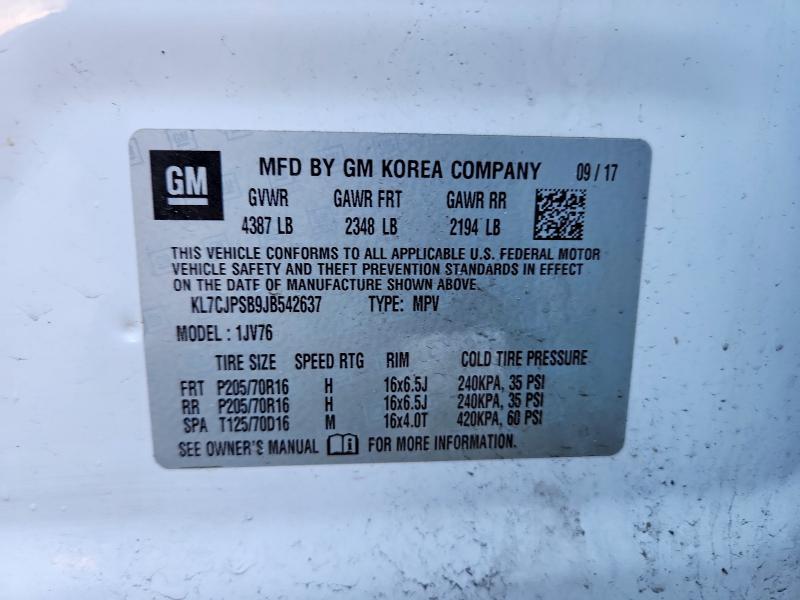 GM MFD BY GM KOREA COMPANY 09 / 17
GVWR GAWR FRT GAWR RR
4387 LB 2348 LB 2194 LB
THIS VEHICLE CONFORMS TO ALL APPLICABLE U.S. FEDERAL MOTOR
VEHICLE SAFETY AND THEFT PREVENTION STANDARDS IN EFFECT
ON THE DATE OF MANUFACTURE SHOWN ABOVE.
KL7CJPSB9JB542637 TYPE: MPV
MODEL : 1JV76
TIRE SIZE SPEED RTG RIM COLD TIRE PRESSURE
FRT P205/70R16 H 16x6.5J 240KPA, 35 PSI
RR P205/70R16 H 16x6.5J 240KPA, 35 PSI
SPA T125/70D16 M 16x4.0T 420KPA, 60 PSI
SEE OWNER'S MANUAL FOR MORE INFORMATION.